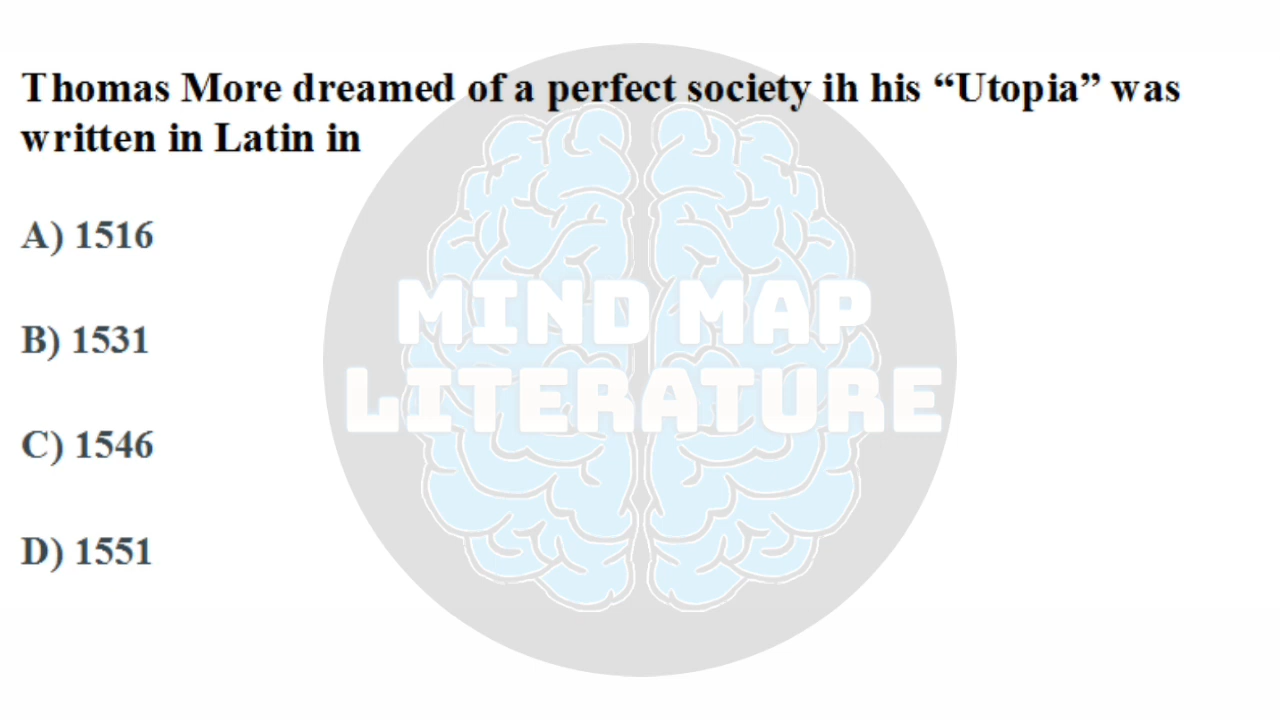 Thomas More dreamed of a perfect society ih his “Utopia” was
written in Latin in
A) 1516
B) 1531
C) 1546
D) 1551
MIND MAP
LITERATURE